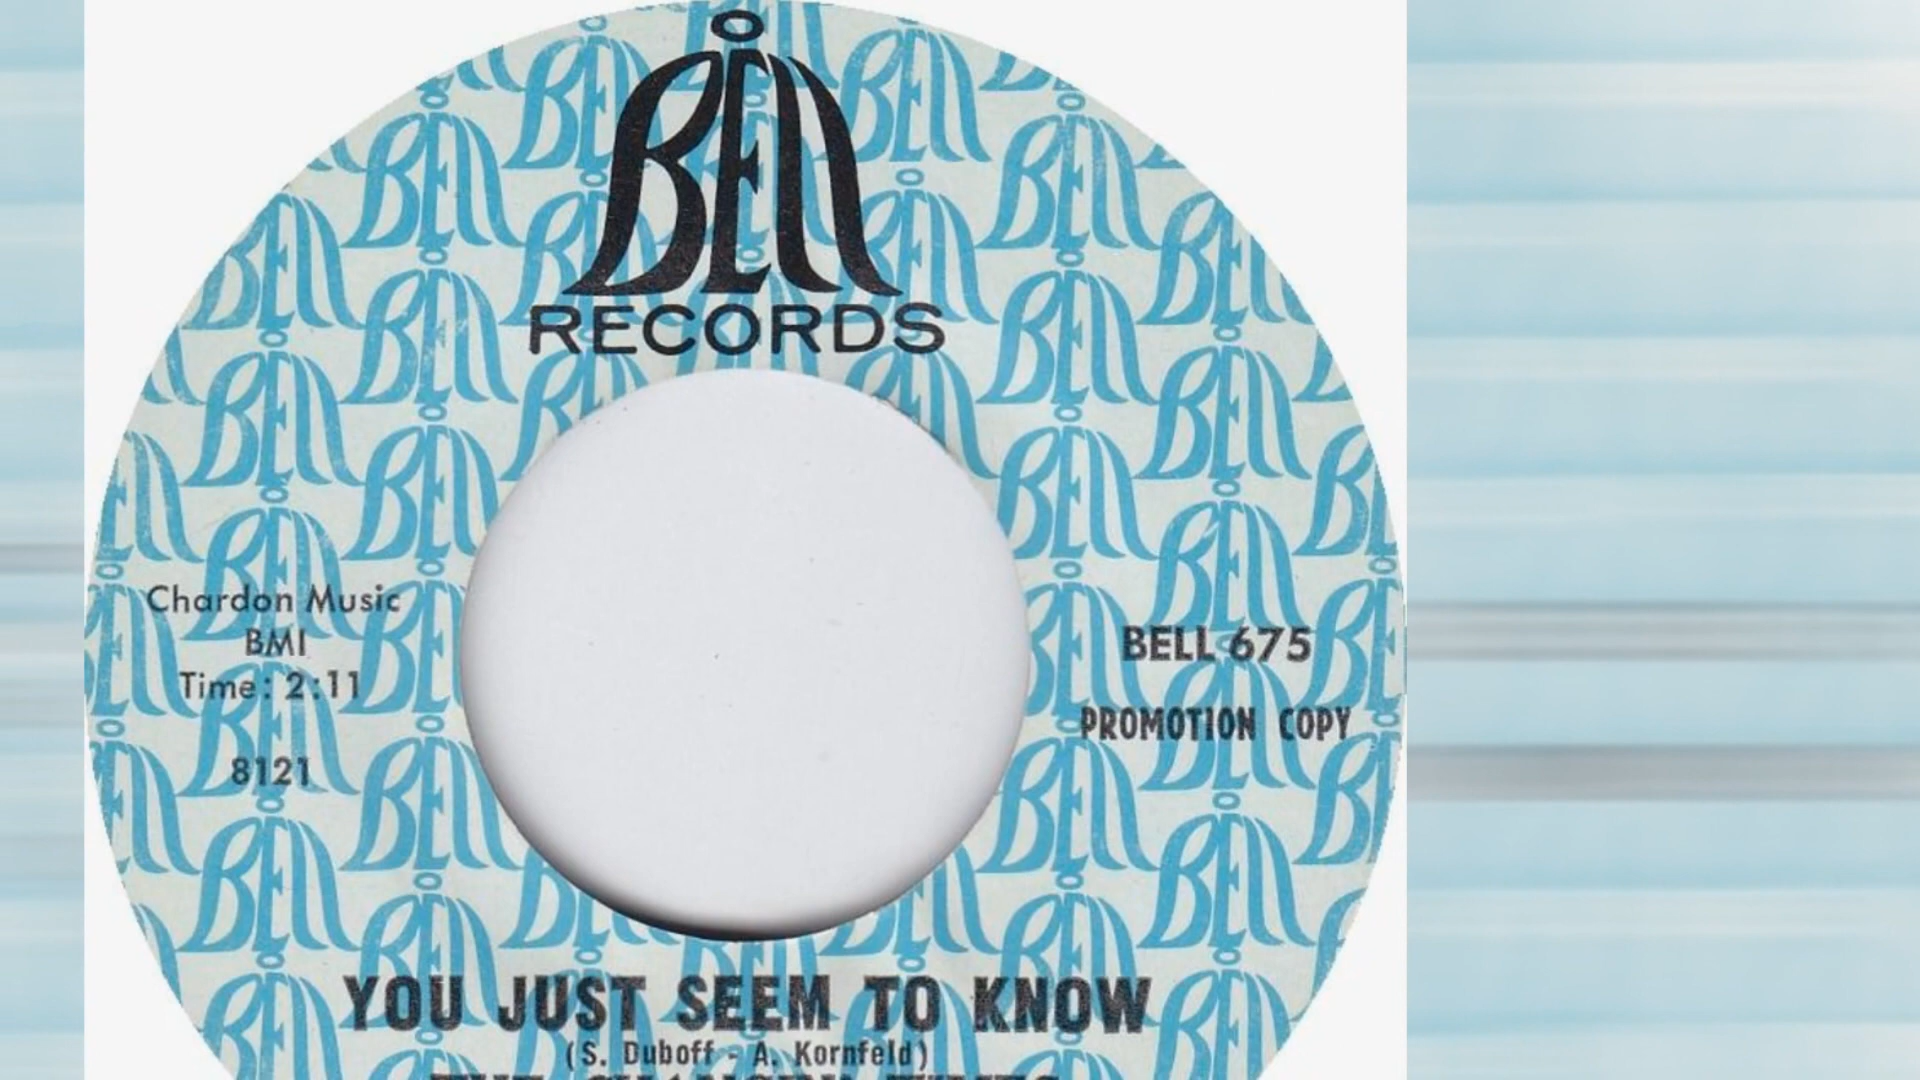 BELL
RECORDS
Chardon Music
BMI
Time: 2:11
8121
BELL 675
PROMOTION COPY
YOU JUST SEEM TO KNOW
(S. Duboff - A. Kornfeld)